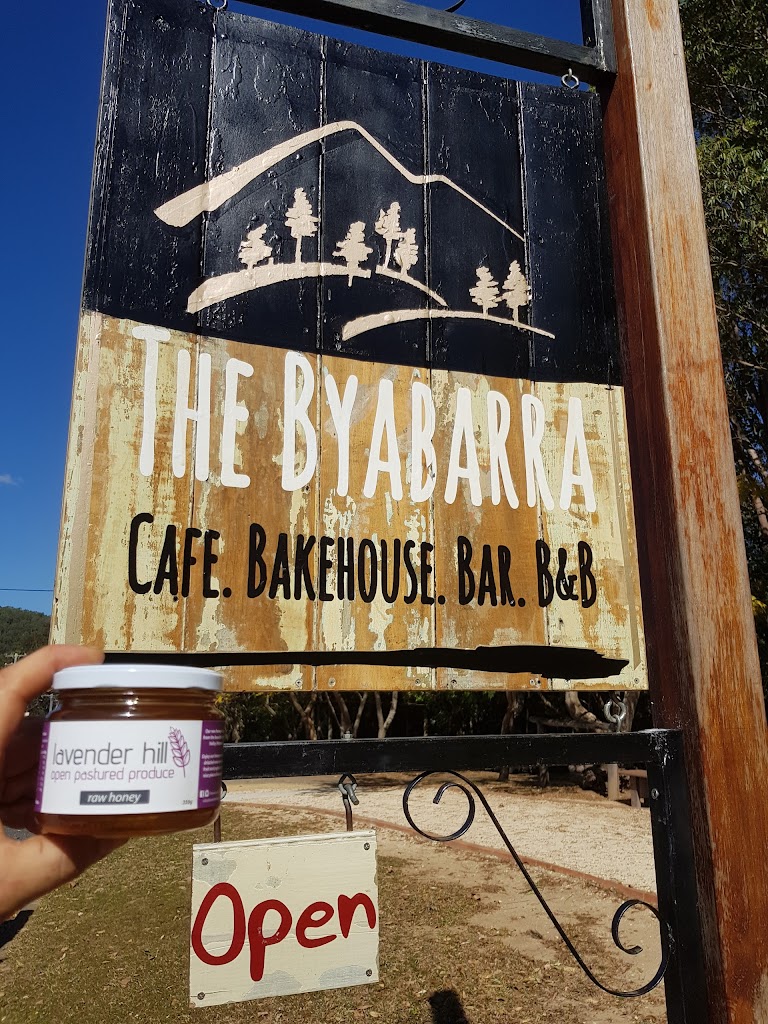 The Byabarra
Cafe. Bakehouse. Bar. B&B
lavender hill
open pastured produce
raw honey
Open